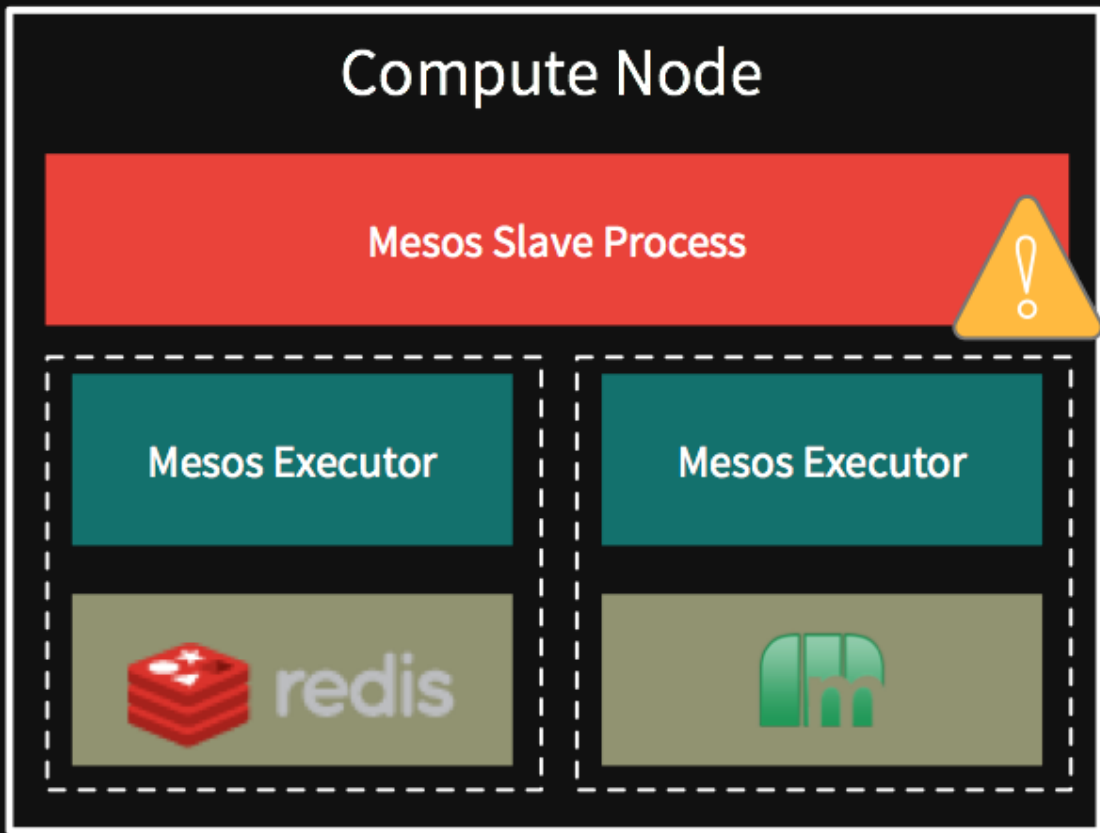 Compute Node
Mesos Slave Process
Mesos Executor
Mesos Executor
redis
m